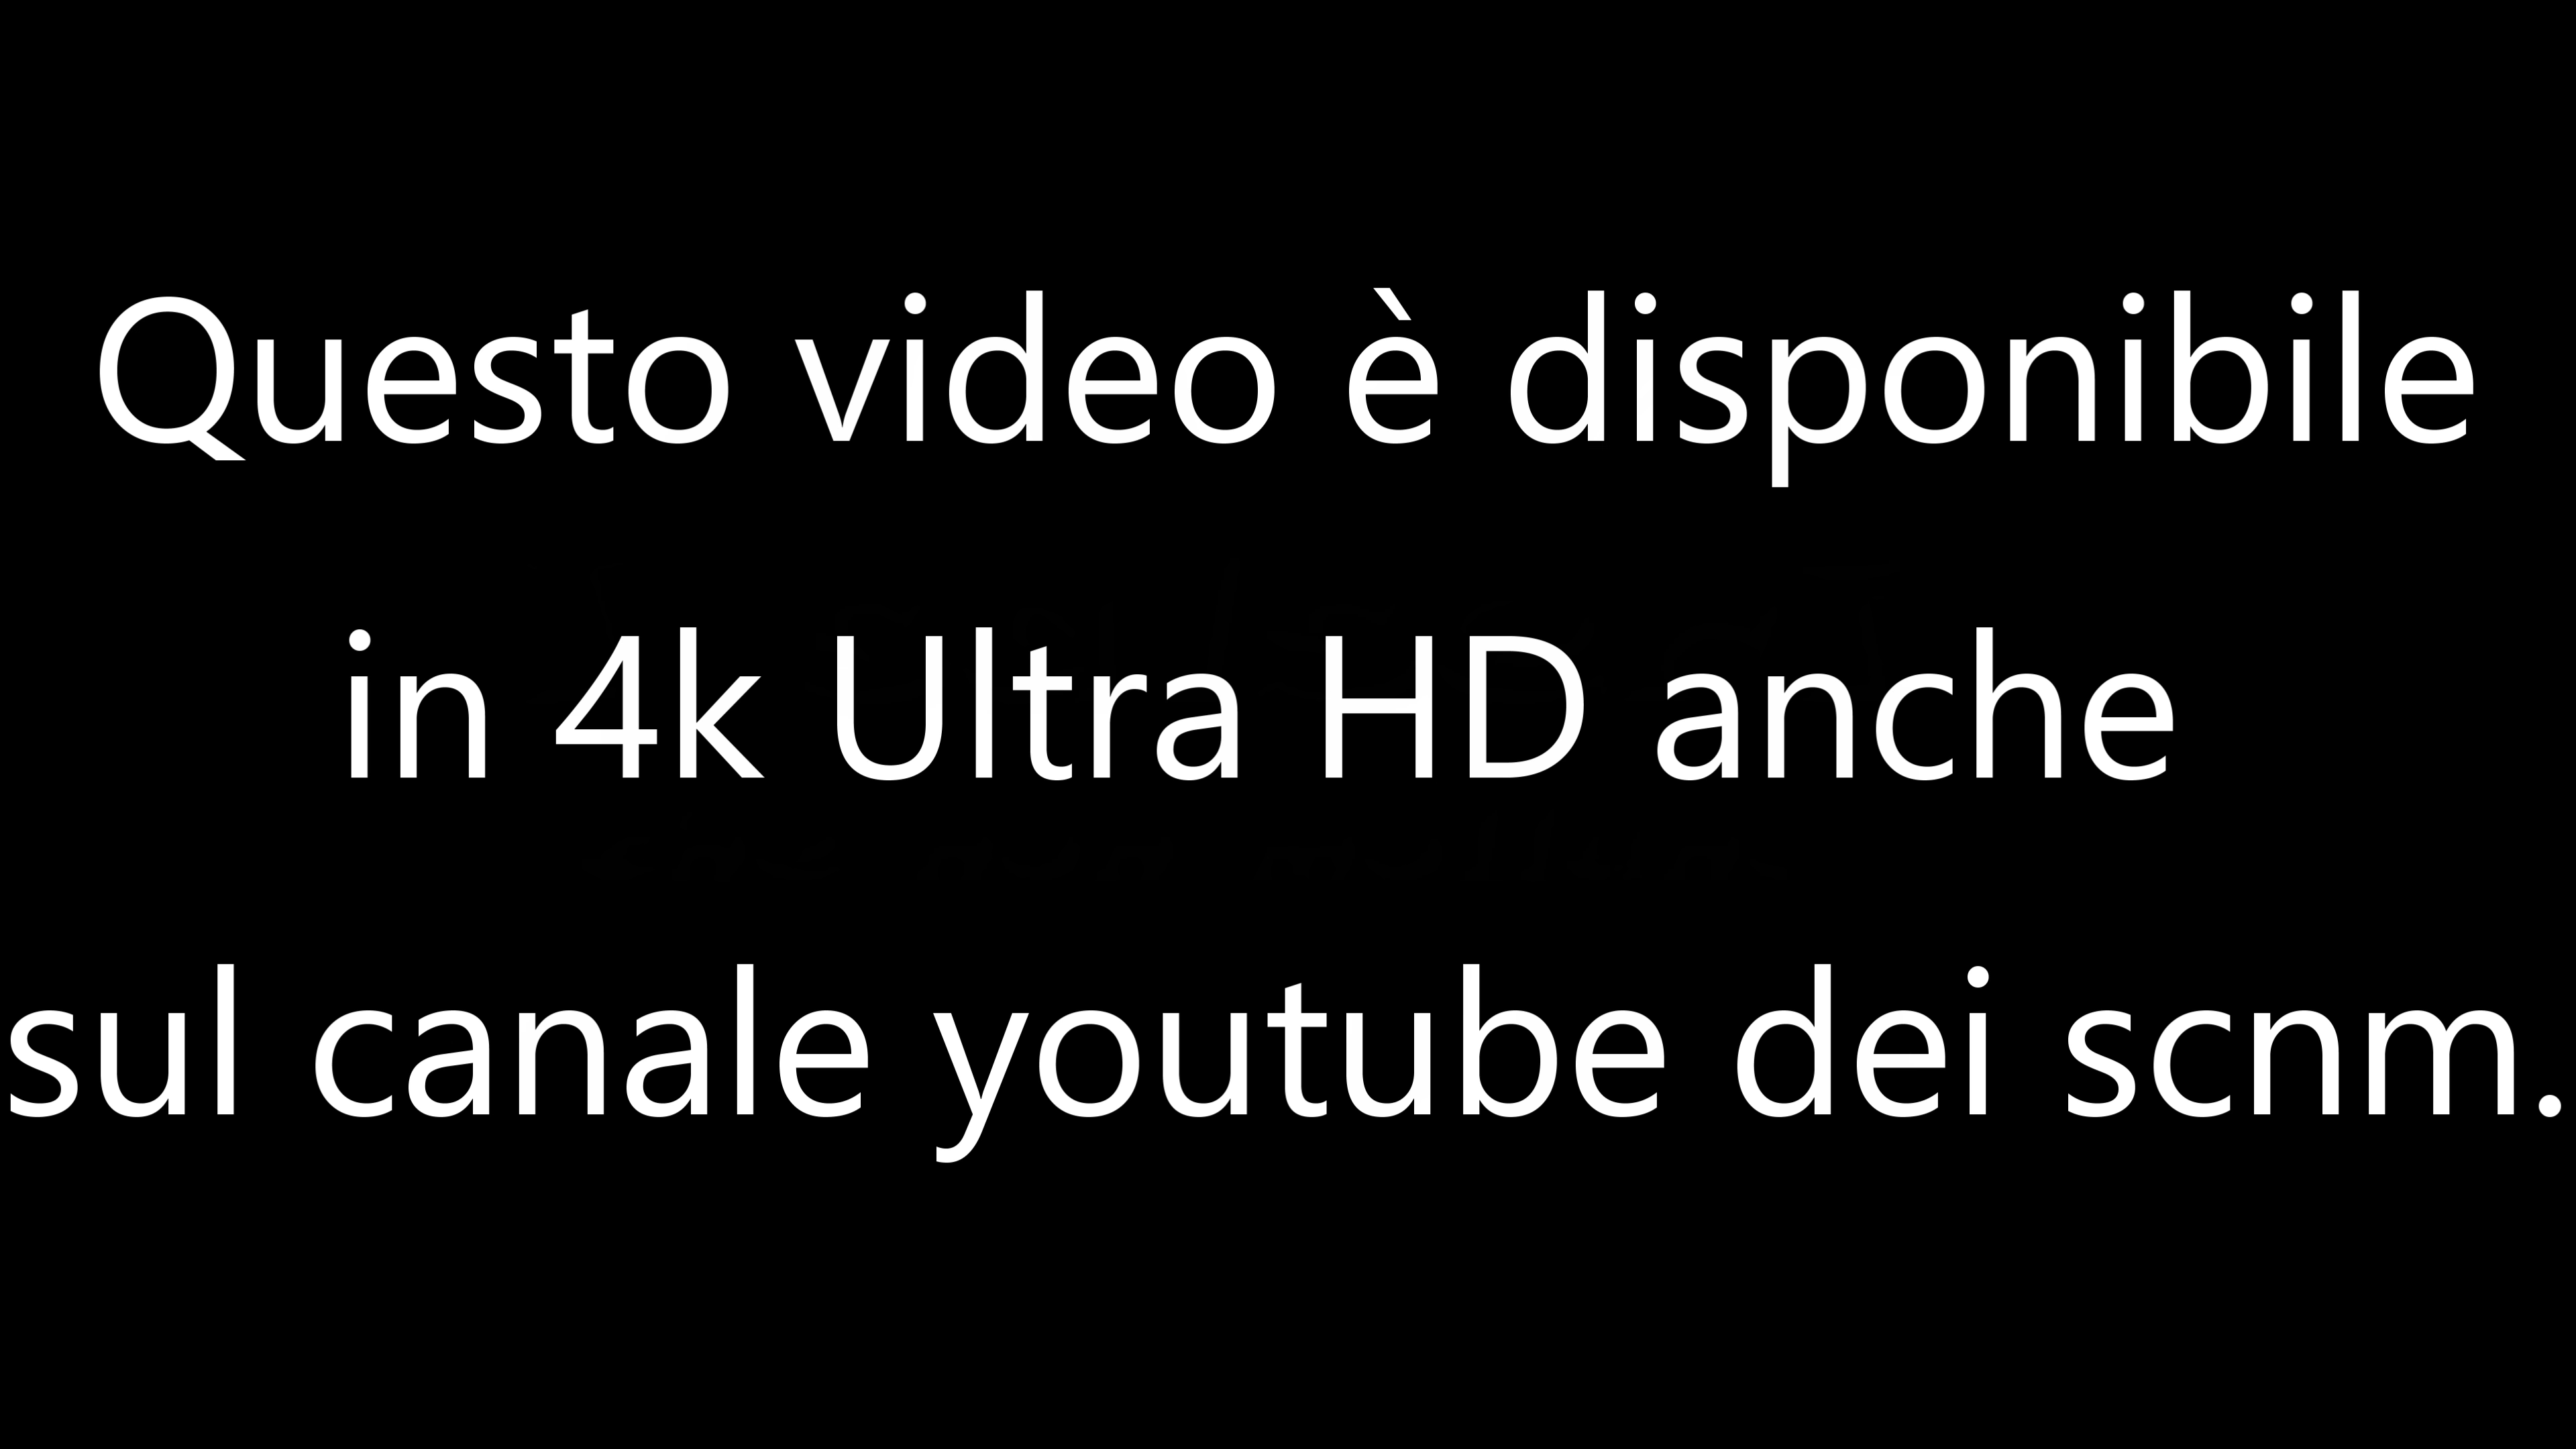 Questo video è disponibile
in 4k Ultra HD anche
sul canale youtube dei scnm.